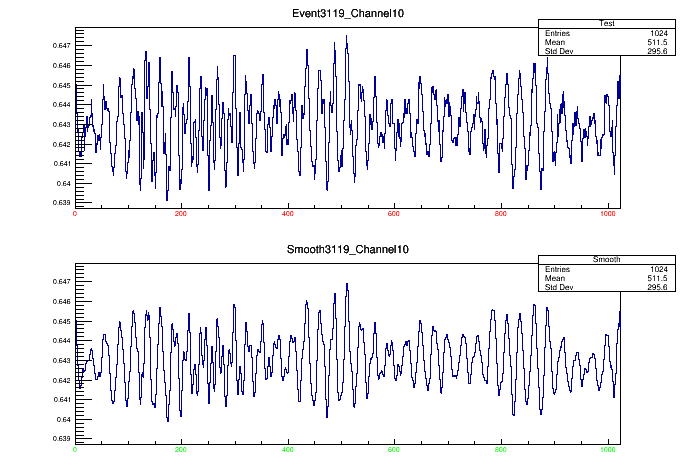 Event3119_Channel10
Test
Entries 1024
Mean 511.5
Std Dev 295.6
0.647
0.646
0.645
0.644
0.643
0.642
0.641
0.64
0.639
0 200 400 600 800 1000
Smooth3119_Channel10
Smooth
Entries 1024
Mean 511.5
Std Dev 295.6
0.647
0.646
0.645
0.644
0.643
0.642
0.641
0.64
0.639
0 200 400 600 800 1000